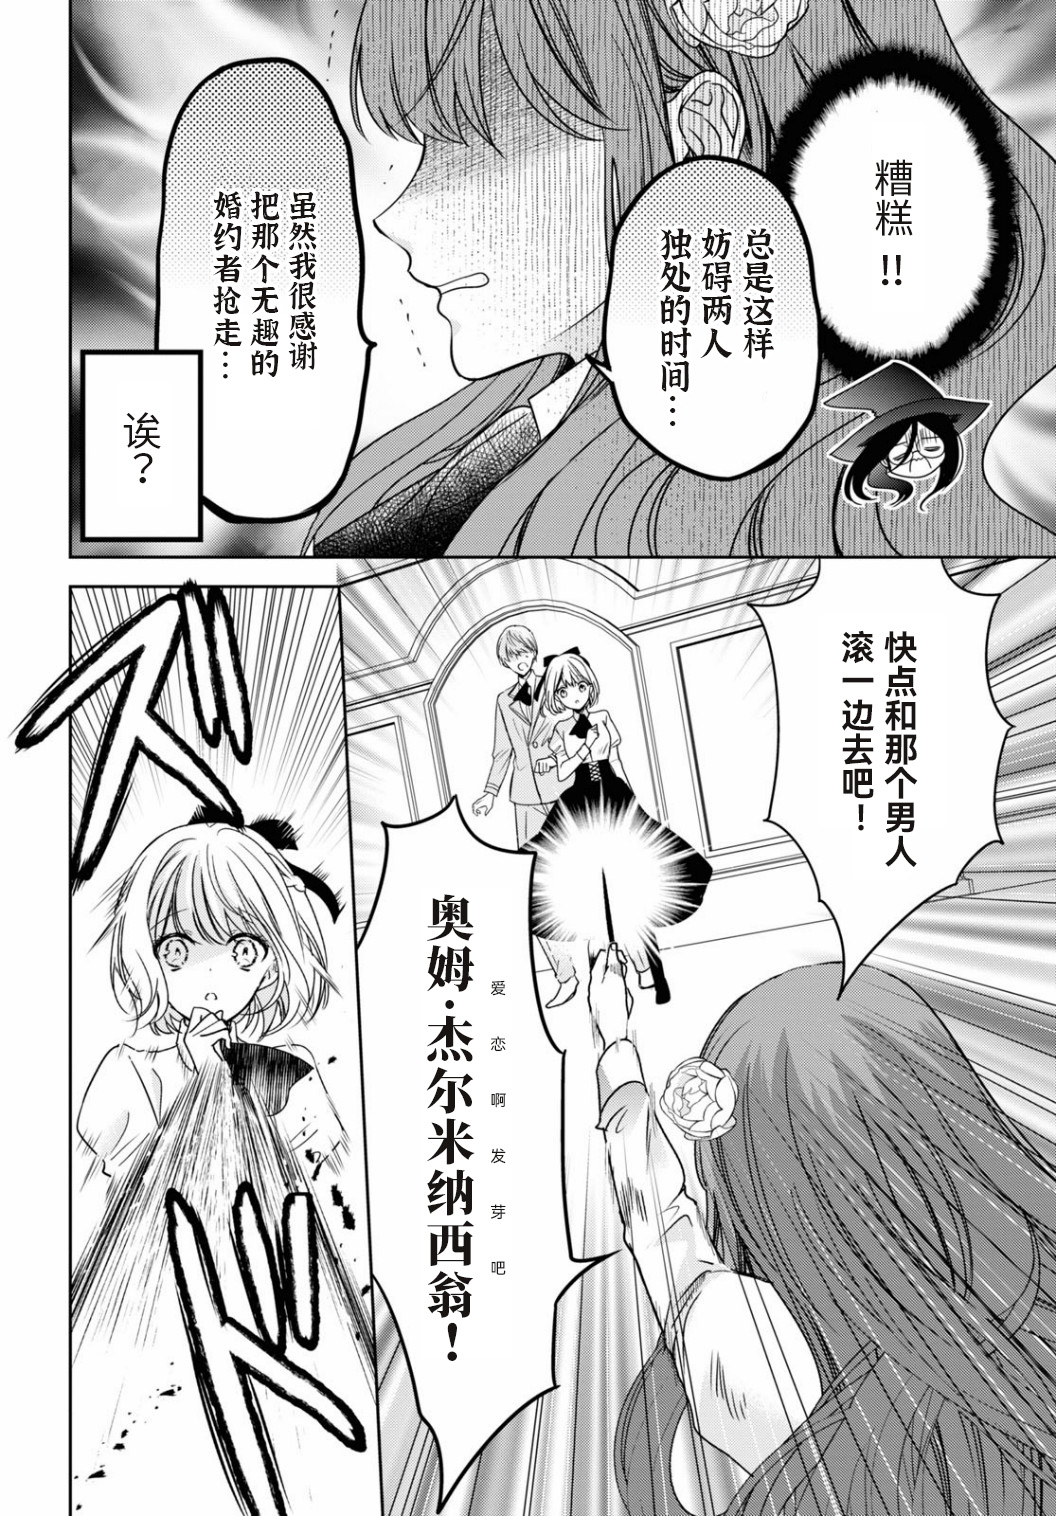 糟糕!!
总是这样
妨碍两人
独处的时间…
虽然我很感谢
把那个无趣的
婚约者抢走…
诶？
快点和那个男人
滚一边去吧！
爱恋啊发芽吧
奥姆·杰尔米纳西翁！
ズズ
ドドド